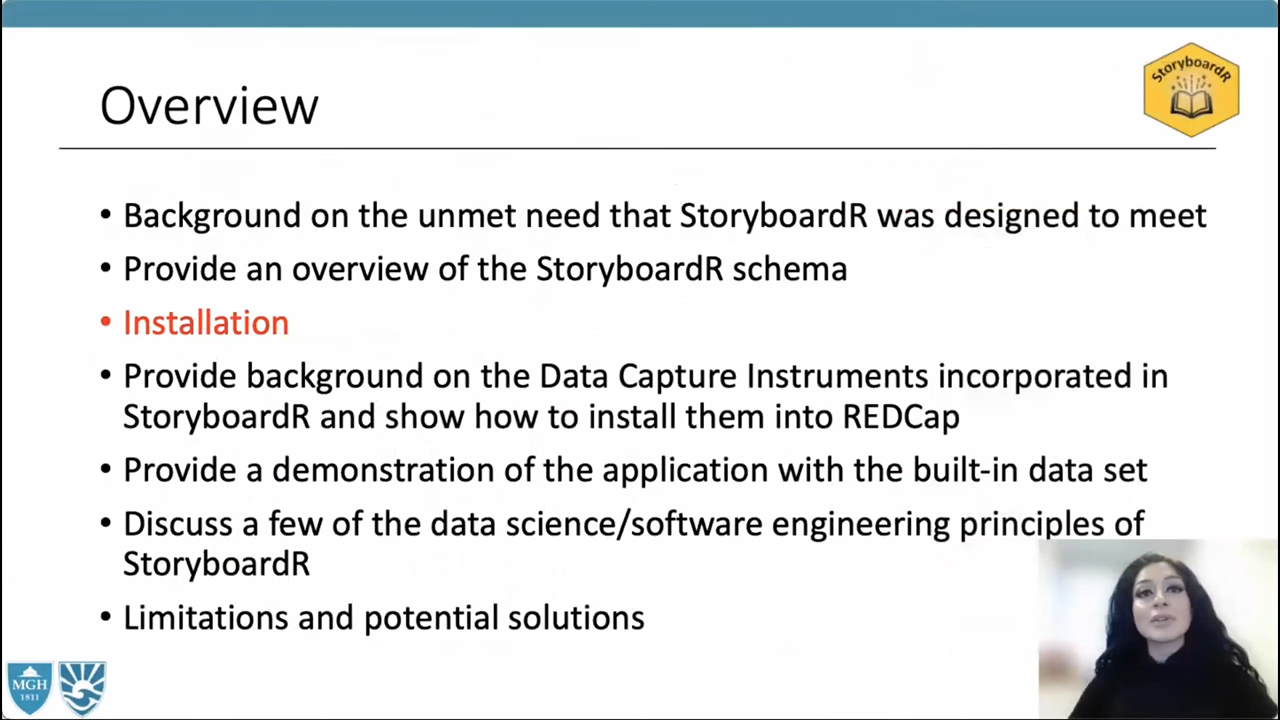 Overview
StoryboardR
• Background on the unmet need that StoryboardR was designed to meet
• Provide an overview of the StoryboardR schema
• Installation
• Provide background on the Data Capture Instruments incorporated in
StoryboardR and show how to install them into REDCap
• Provide a demonstration of the application with the built-in data set
• Discuss a few of the data science/software engineering principles of
StoryboardR
• Limitations and potential solutions
MGH
1811